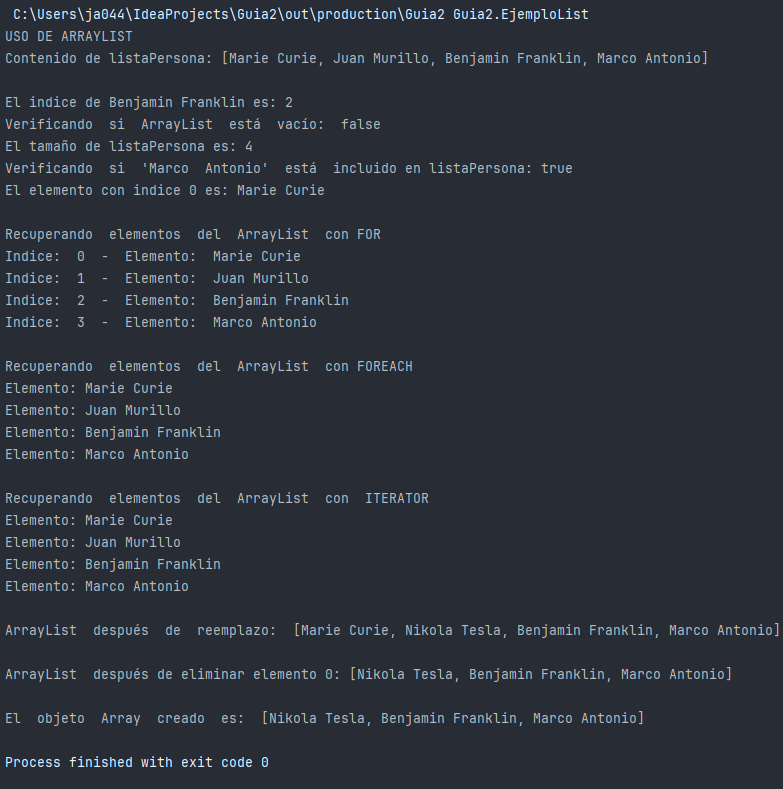 C:\Users\ja044\IdeaProjects\Guia2\out\production\Guia2 Guia2.EjemploList
USO DE ARRAYLIST
Contenido de listaPersona: [Marie Curie, Juan Murillo, Benjamin Franklin, Marco Antonio]
El indice de Benjamin Franklin es: 2
Verificando  si  ArrayList  está  vacío:  false
El tamaño de listaPersona es: 4
Verificando  si  'Marco  Antonio'  está  incluido en listaPersona: true
El elemento con indice 0 es: Marie Curie
Recuperando  elementos  del  ArrayList  con FOR
Indice:  0  -  Elemento:  Marie Curie
Indice:  1  -  Elemento:  Juan Murillo
Indice:  2  -  Elemento:  Benjamin Franklin
Indice:  3  -  Elemento:  Marco Antonio
Recuperando  elementos  del  ArrayList  con FOREACH
Elemento: Marie Curie
Elemento: Juan Murillo
Elemento: Benjamin Franklin
Elemento: Marco Antonio
Recuperando  elementos  del  ArrayList  con  ITERATOR
Elemento: Marie Curie
Elemento: Juan Murillo
Elemento: Benjamin Franklin
Elemento: Marco Antonio
ArrayList  después  de  reemplazo:  [Marie Curie, Nikola Tesla, Benjamin Franklin, Marco Antonio]
ArrayList  después de eliminar elemento 0: [Nikola Tesla, Benjamin Franklin, Marco Antonio]
El  objeto  Array  creado  es:  [Nikola Tesla, Benjamin Franklin, Marco Antonio]
Process finished with exit code 0